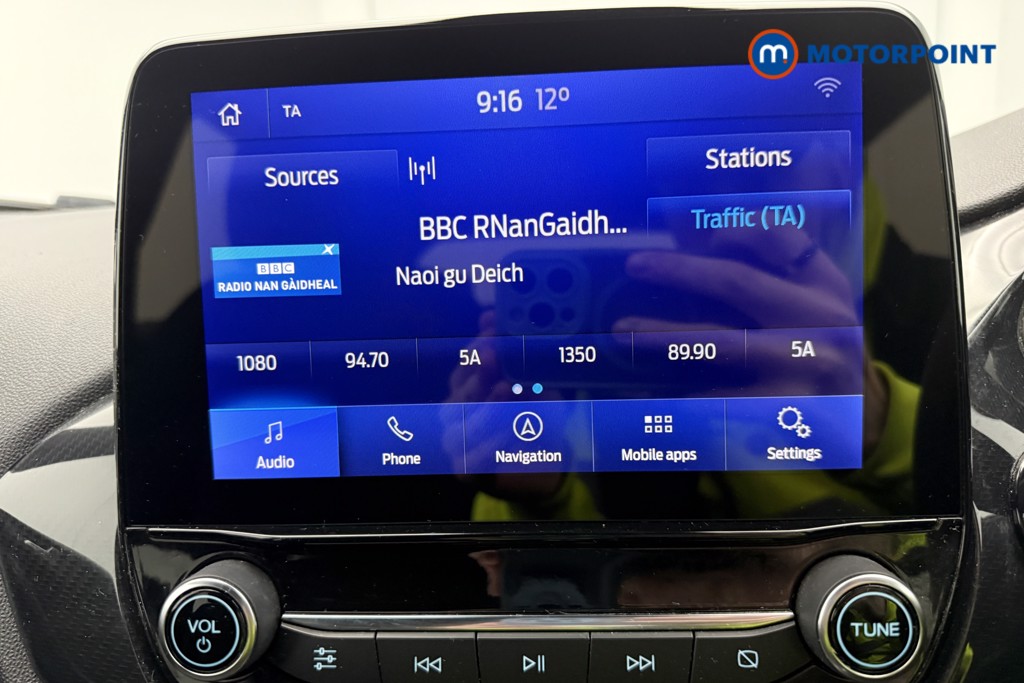 MOTORPOINT
TA
9:16 12º
Sources
Stations
BBC RNanGaidh...
Traffic (TA)
BBC
RADIO NAN GÀIDHEAL
Naoi gu Deich
1080 94.70 5A 1350 89.90 5A
Audio Phone Navigation Mobile apps Settings
VOL
TUNE